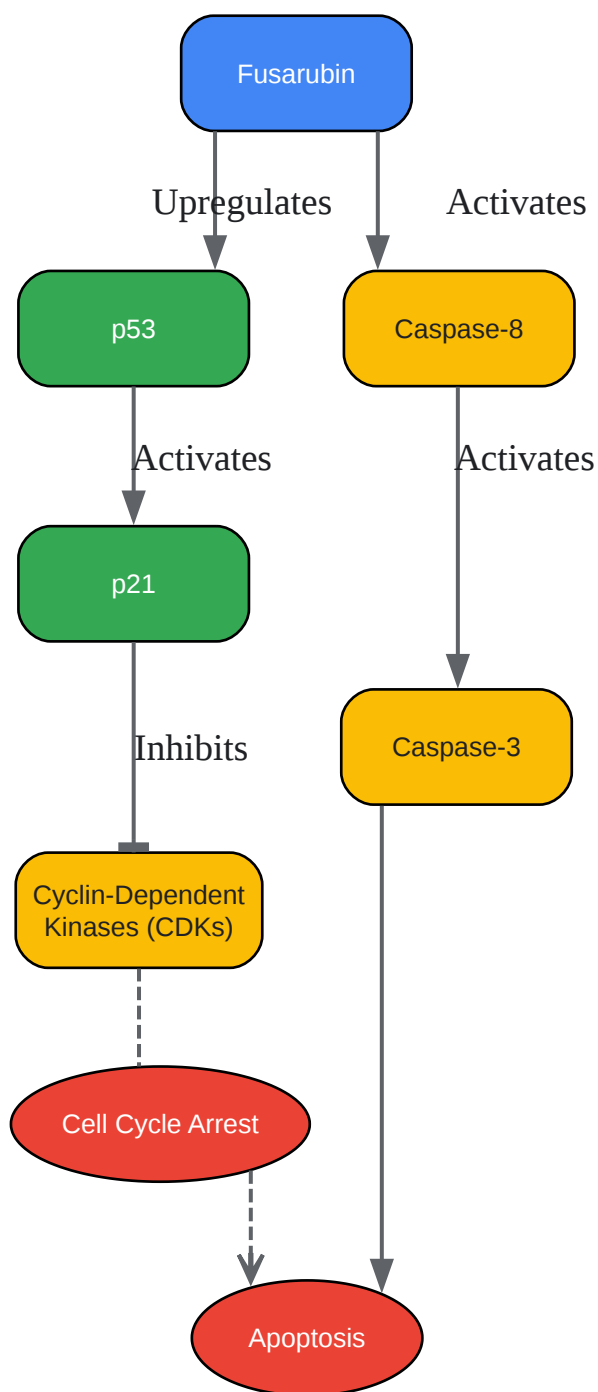 Fusarubin
Upregulates
Activates
p53
Caspase-8
Activates
Activates
p21
Inhibits
Caspase-3
Cyclin-Dependent
Kinases (CDKs)
Cell Cycle Arrest
Apoptosis